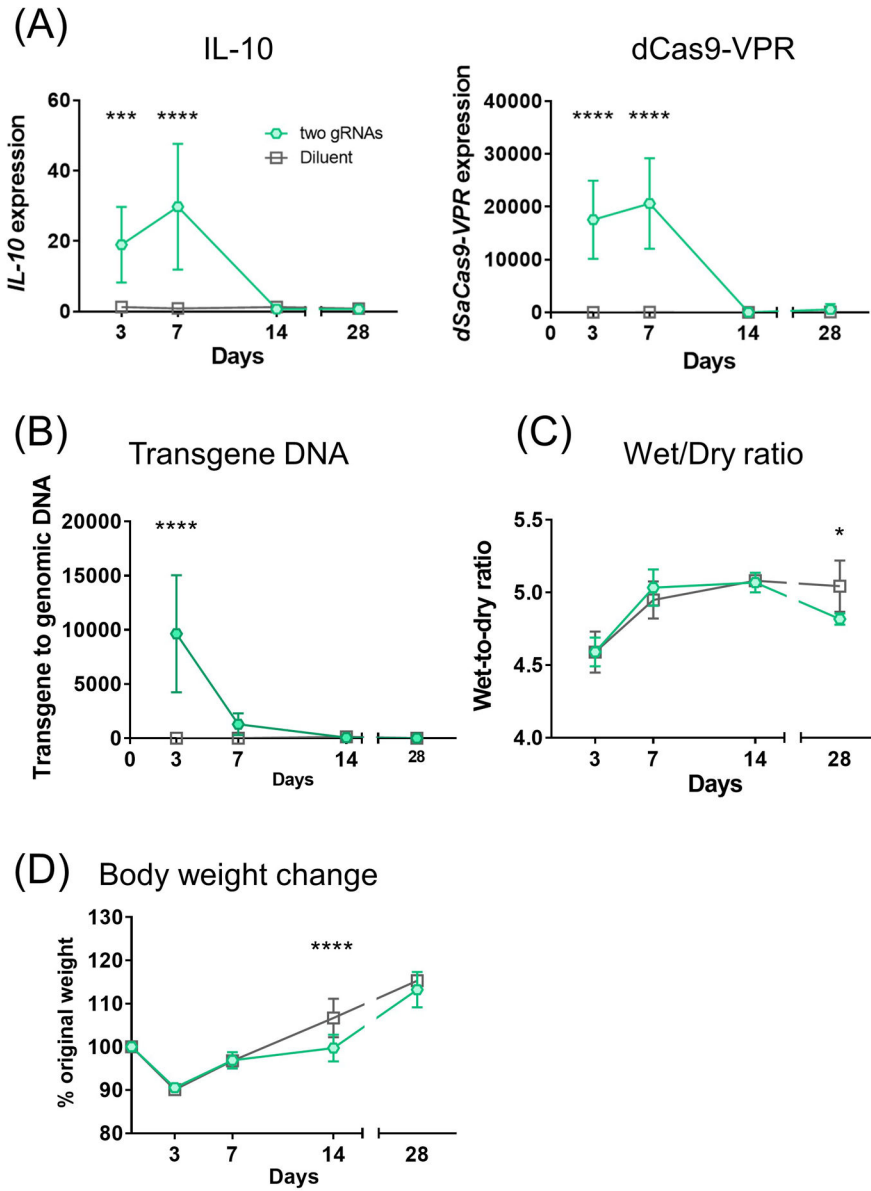 (A)
IL-10
dCas9-VPR
IL-10 expression
60
40
20
0
*** ****
two gRNAs
Diluent
3 7 14 28
Days
dSaCas9-VPR expression
40000
30000
20000
10000
0
**** ****
0 3 7 14 28
Days
(B)
Transgene DNA
Transgene to genomic DNA
20000
15000
10000
5000
0
****
0 3 7 14 28
Days
(C)
Wet/Dry ratio
Wet-to-dry ratio
5.5
5.0
4.5
4.0
*
3 7 14 28
Days
(D)
Body weight change
% original weight
130
120
110
100
90
80
****
3 7 14 28
Days